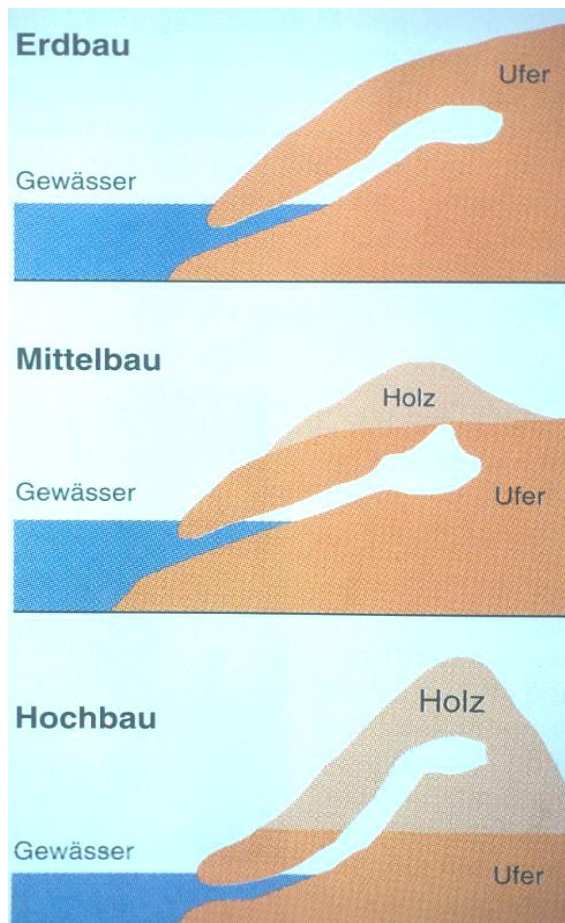 Erdbau
Ufer
Gewässer
Mittelbau
Holz
Gewässer
Ufer
Holz
Hochbau
Gewässer
Ufer